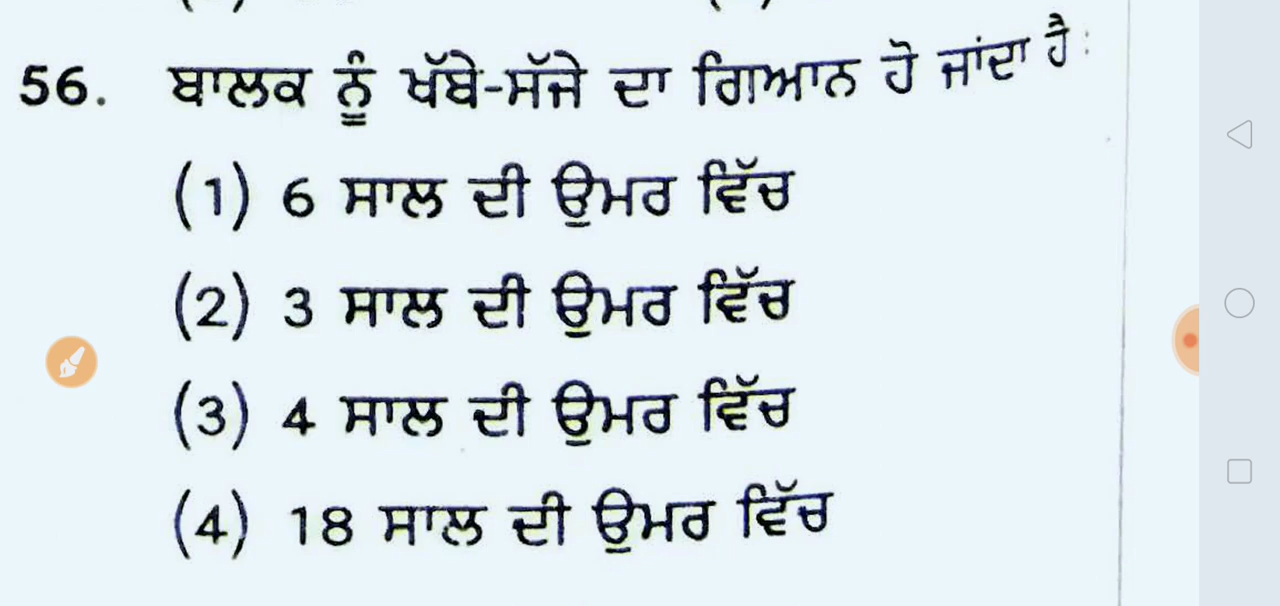 56. ਬਾਲਕ ਨੂੰ ਖੱਬੇ-ਸੱਜੇ ਦਾ ਗਿਆਨ ਹੋ ਜਾਂਦਾ ਹੈ:
(1) 6 ਸਾਲ ਦੀ ਉਮਰ ਵਿੱਚ
(2) 3 ਸਾਲ ਦੀ ਉਮਰ ਵਿੱਚ
(3) 4 ਸਾਲ ਦੀ ਉਮਰ ਵਿੱਚ
(4) 18 ਸਾਲ ਦੀ ਉਮਰ ਵਿੱਚ